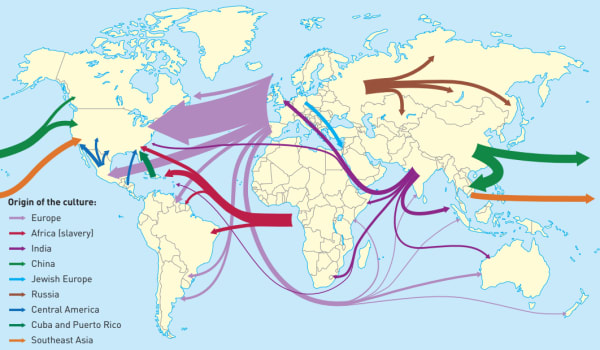 Origin of the culture:
Europe
Africa (slavery)
India
China
Jewish Europe
Russia
Central America
Cuba and Puerto Rico
Southeast Asia